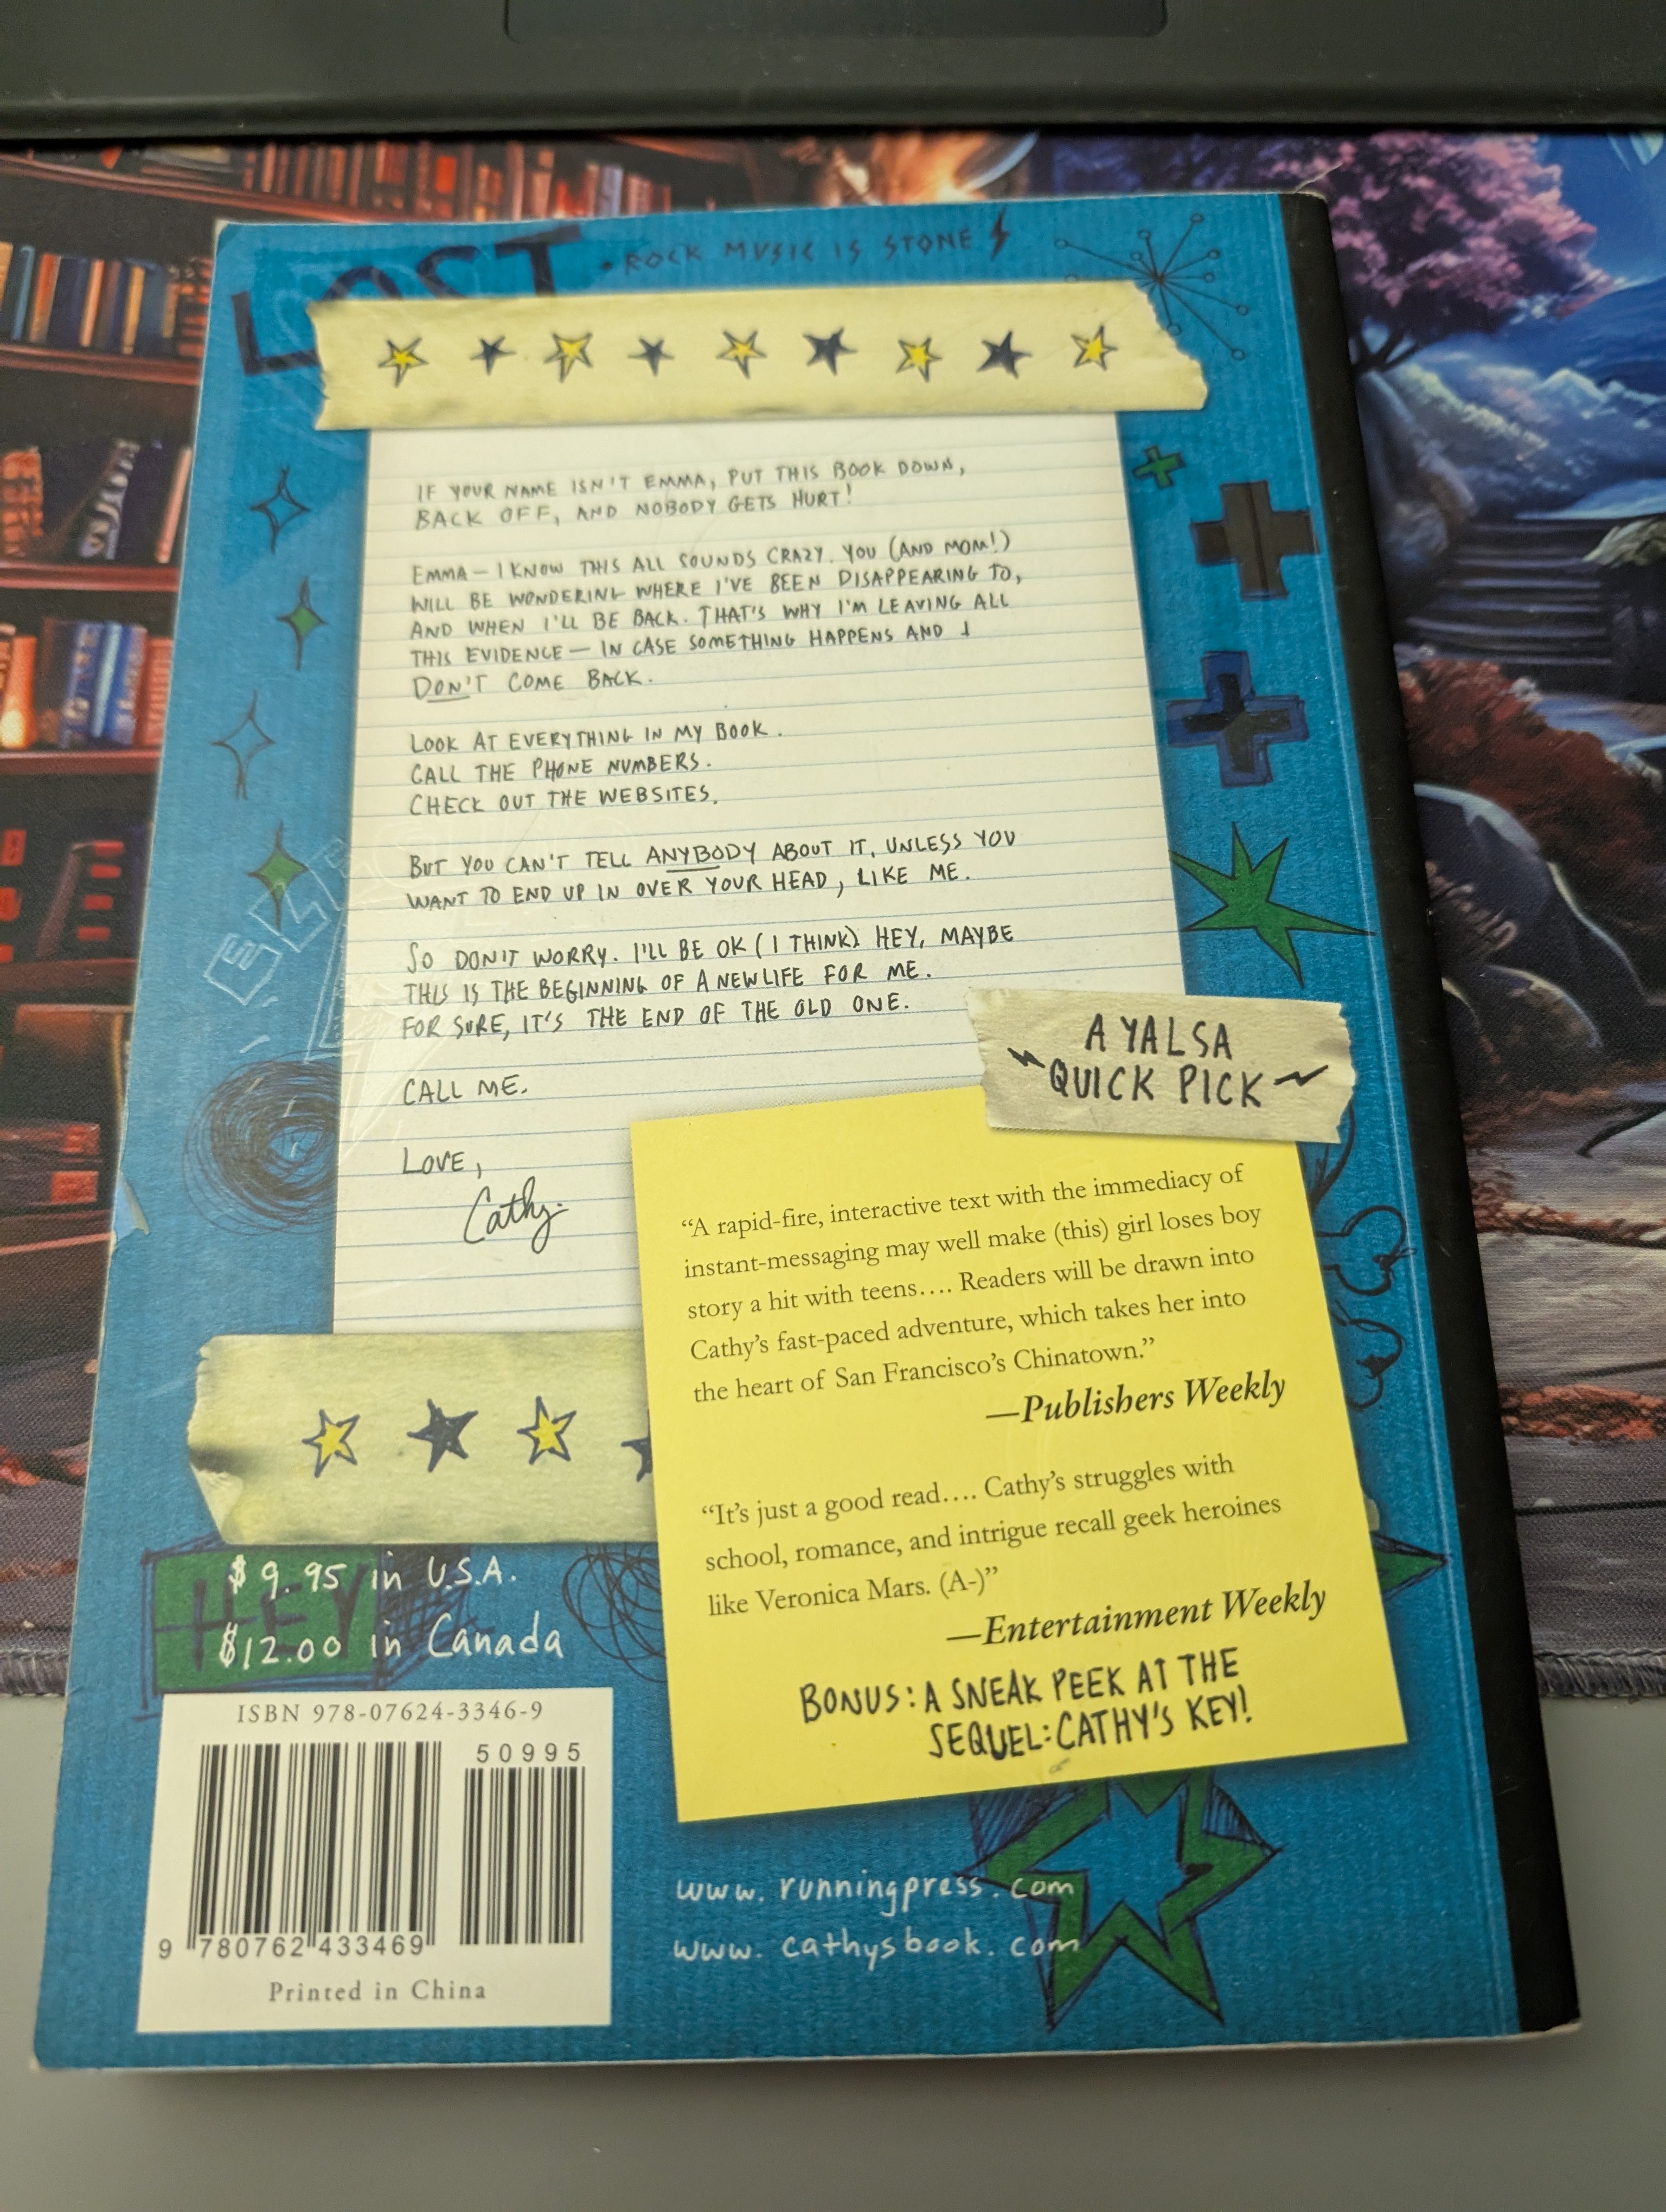 LOST
• ROCK MUSIC IS STONE
IF YOUR NAME ISN'T EMMA, PUT THIS BOOK DOWN,
BACK OFF, AND NOBODY GETS HURT!
EMMA — I KNOW THIS ALL SOUNDS CRAZY. YOU (AND MOM!)
WILL BE WONDERING WHERE I'VE BEEN DISAPPEARING TO,
AND WHEN I'LL BE BACK. THAT'S WHY I'M LEAVING ALL
THIS EVIDENCE — IN CASE SOMETHING HAPPENS AND I
DON'T COME BACK.
LOOK AT EVERYTHING IN MY BOOK.
CALL THE PHONE NUMBERS.
CHECK OUT THE WEBSITES.
BUT YOU CAN'T TELL ANYBODY ABOUT IT, UNLESS YOU
WANT TO END UP IN OVER YOUR HEAD, LIKE ME.
SO DON'T WORRY. I'LL BE OK (I THINK). HEY, MAYBE
THIS IS THE BEGINNING OF A NEW LIFE FOR ME.
FOR SURE, IT'S THE END OF THE OLD ONE.
CALL ME.
LOVE,
Cathy.
A YALSA
QUICK PICK
“A rapid-fire, interactive text with the immediacy of
instant-messaging may well make (this) girl loses boy
story a hit with teens…. Readers will be drawn into
Cathy’s fast-paced adventure, which takes her into
the heart of San Francisco’s Chinatown.”
—Publishers Weekly
“It’s just a good read…. Cathy’s struggles with
school, romance, and intrigue recall geek heroines
like Veronica Mars. (A-)”
—Entertainment Weekly
BONUS: A SNEAK PEEK AT THE
SEQUEL: CATHY'S KEY!
HEY
$9.95 in U.S.A.
$12.00 in Canada
ISBN 978-07624-3346-9
50995
9 780762 433469
Printed in China
www.runningpress.com
www.cathysbook.com